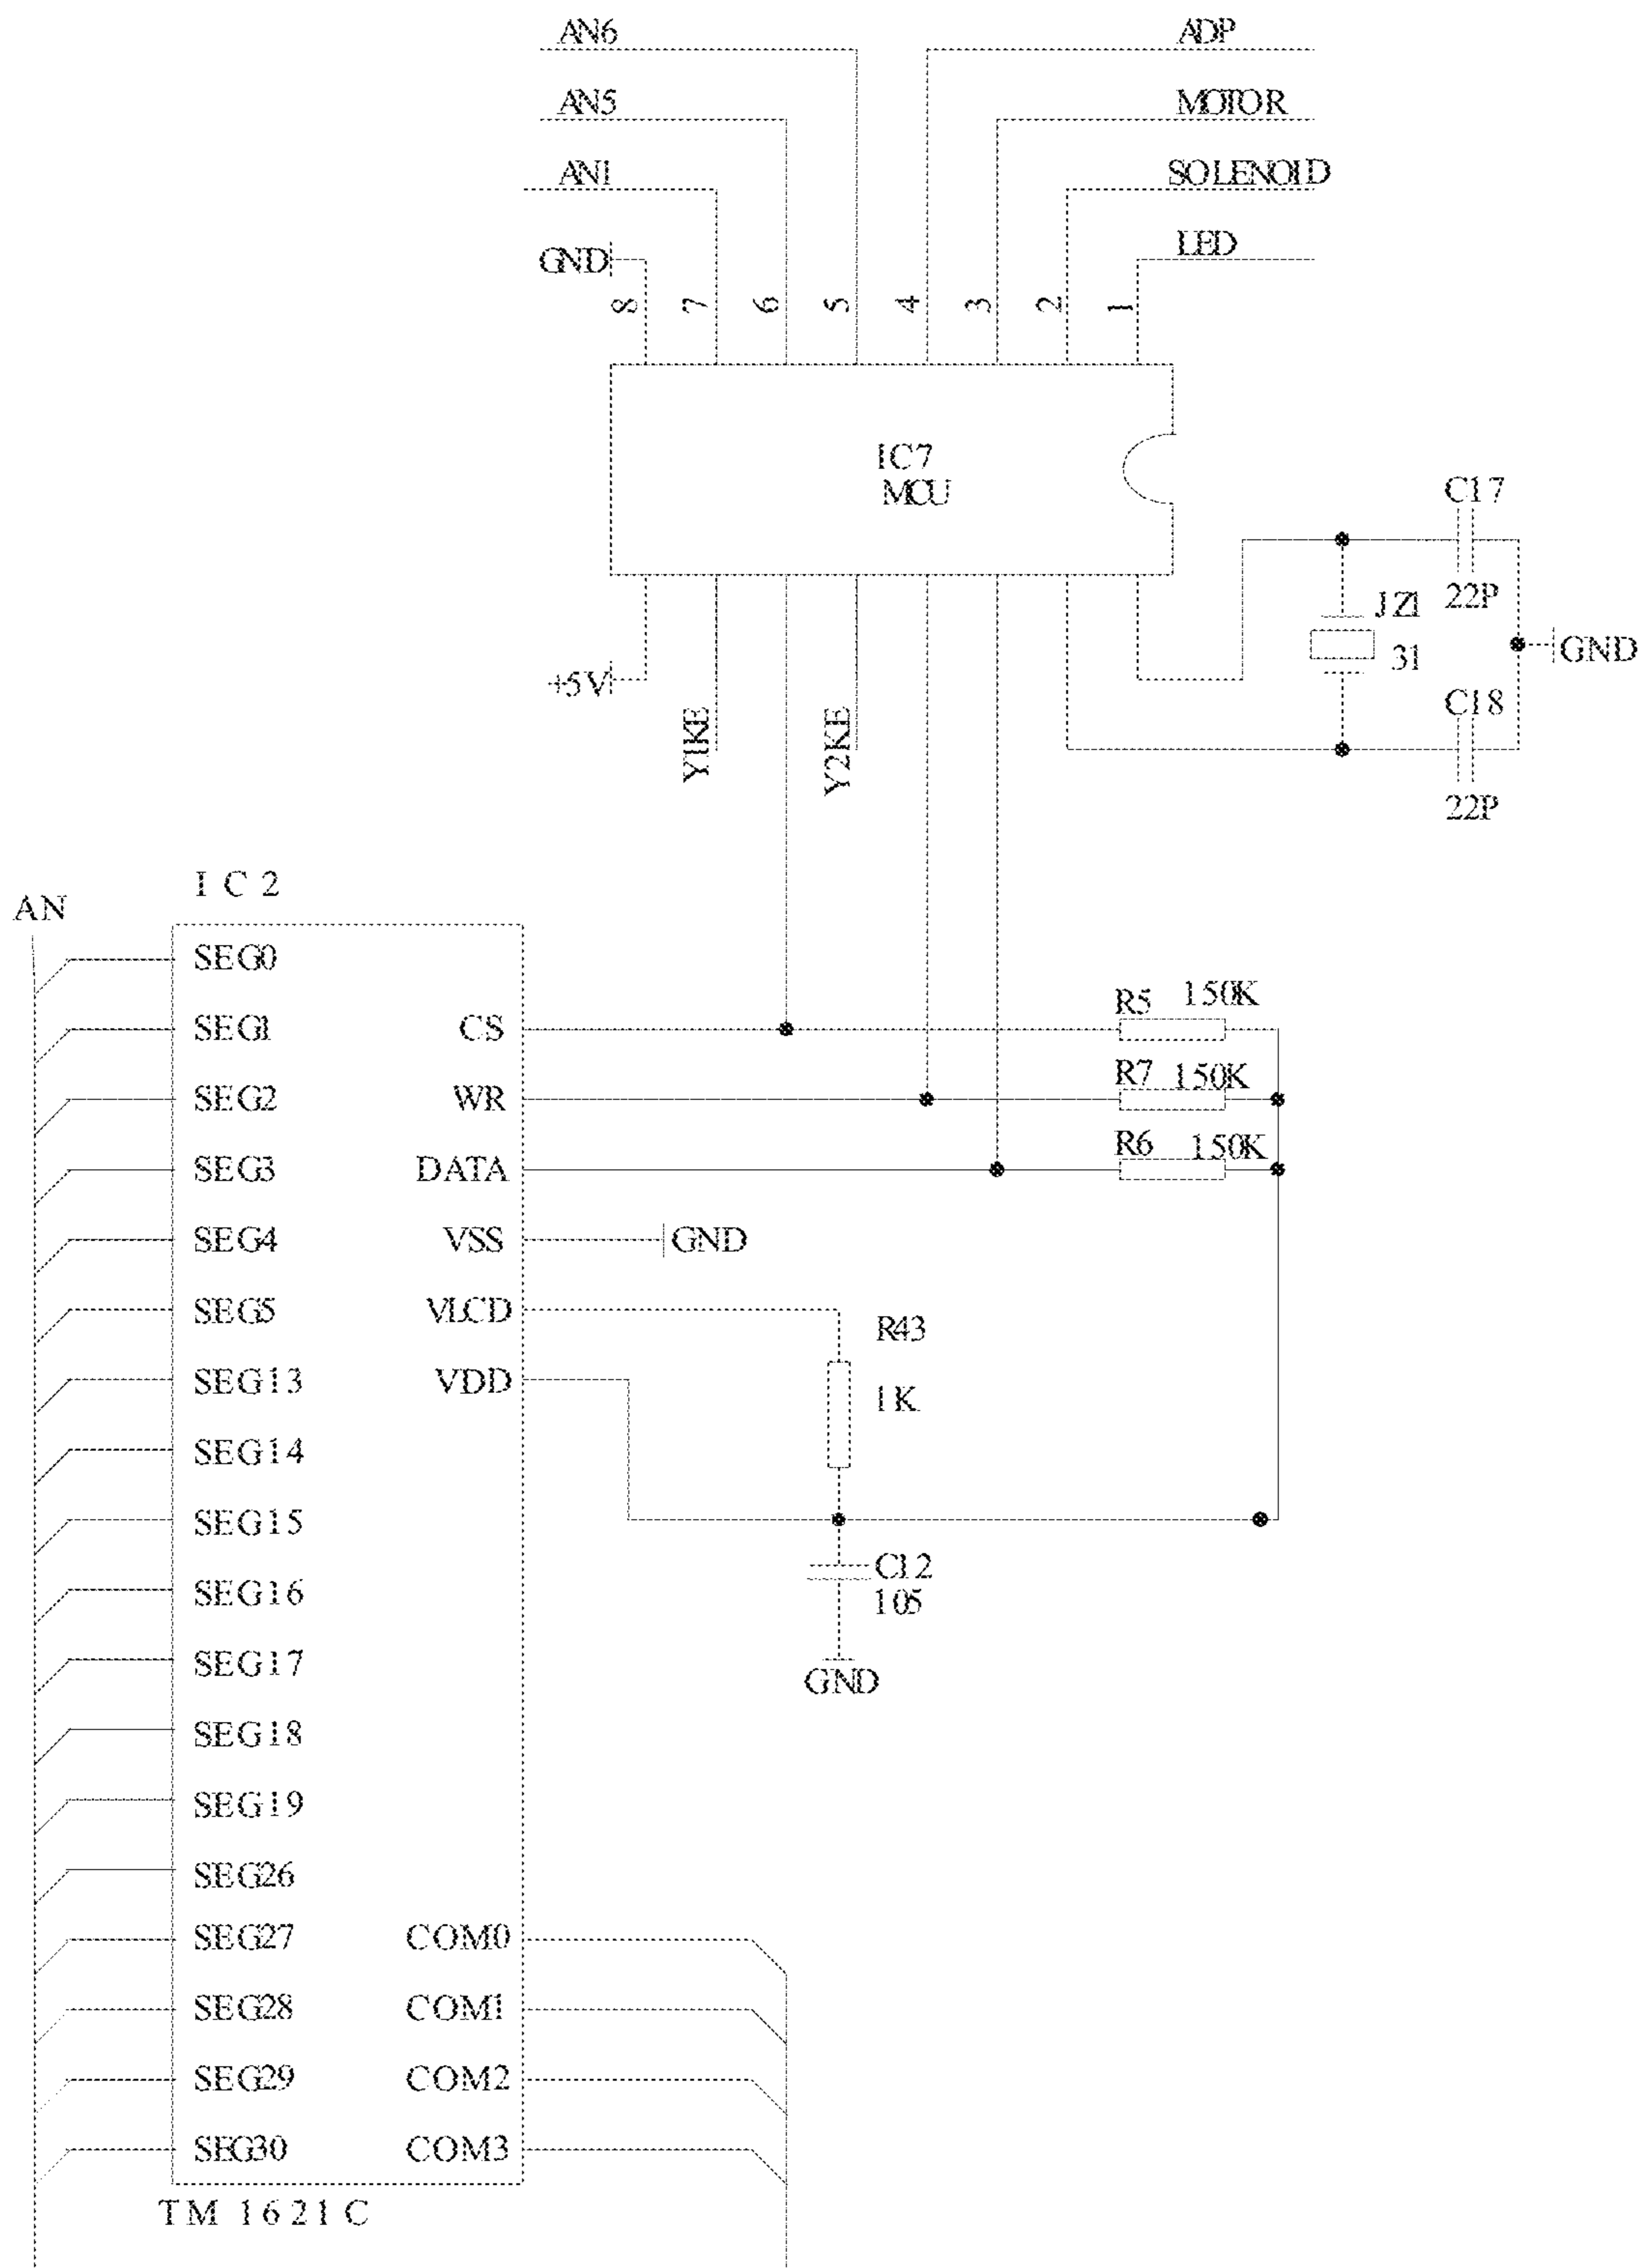 AN6 ADP
AN5 MOTOR
AN1 SOLENOID
GND LED
8 7 6 5 4 3 2 1
IC7
MCU
C17
22P
JZ1
31
GND
C18
22P
+5V
Y1KE
Y2KE
IC2
AN
SEG0
SEG1 CS R5 150K
SEG2 WR R7 150K
SEG3 DATA R6 150K
SEG4 VSS GND
SEG5 VLCD
R43
SEG13 VDD
1K
SEG14
SEG15
C12
105
SEG16
SEG17
GND
SEG18
SEG19
SEG26
SEG27 COM0
SEG28 COM1
SEG29 COM2
SEG30 COM3
TM1621C